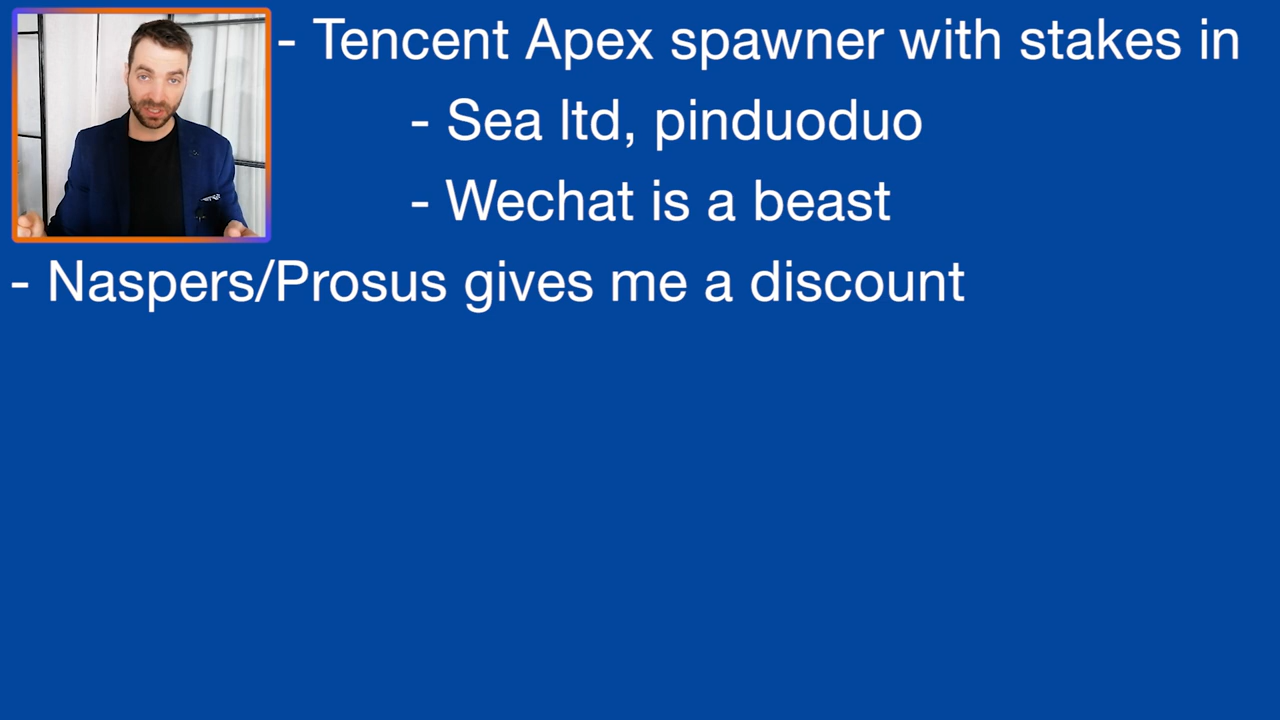 - Tencent Apex spawner with stakes in
- Sea ltd, pinduoduo
- Wechat is a beast
- Naspers/Prosus gives me a discount